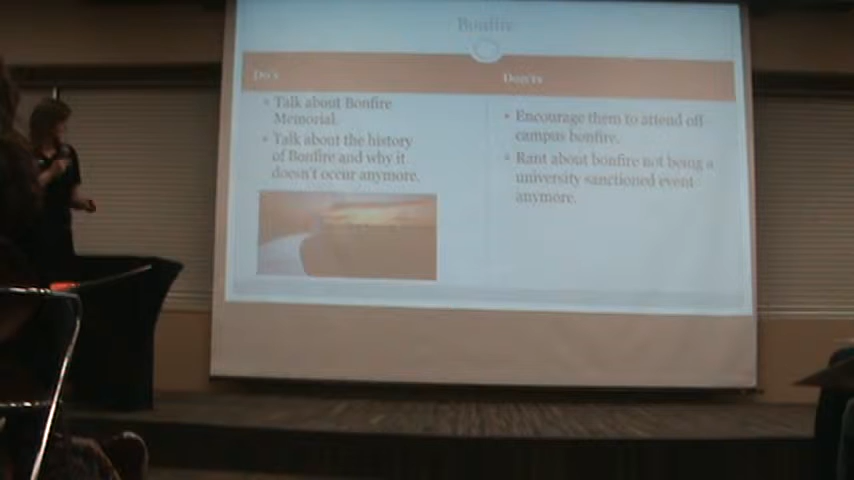 Bonfire
Do's
Don'ts
Talk about Bonfire
Memorial.
Talk about the history
of Bonfire and why it
doesn't occur anymore.
Encourage them to attend off
campus bonfire.
Rant about bonfire not being a
university sanctioned event
anymore.